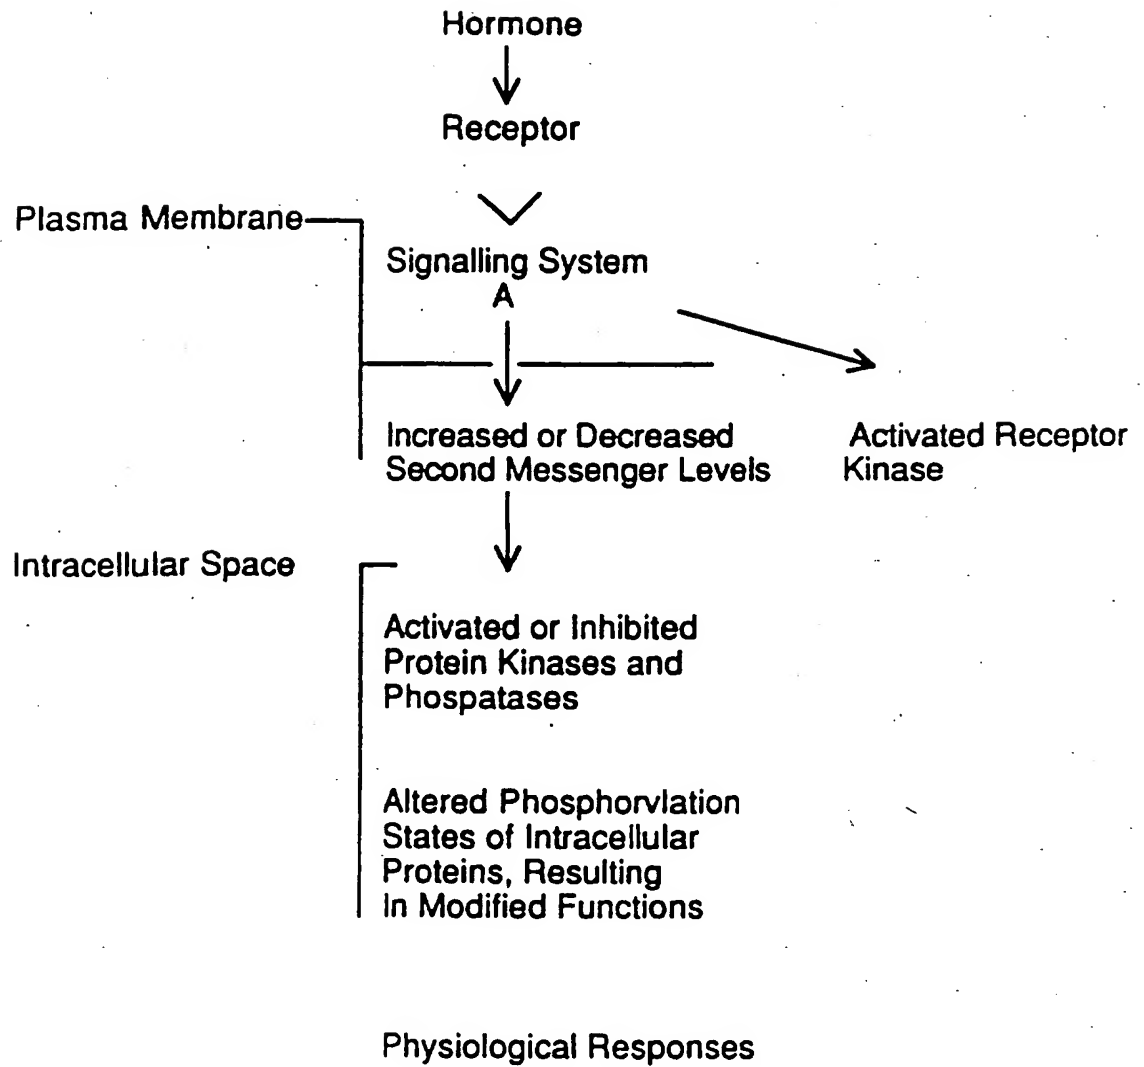 Hormone
Receptor
Plasma Membrane
Signalling System
A
Increased or Decreased
Second Messenger Levels
Activated Receptor
Kinase
Intracellular Space
Activated or Inhibited
Protein Kinases and
Phospatases
Altered Phosphorvlation
States of Intracellular
Proteins, Resulting
In Modified Functions
Physiological Responses